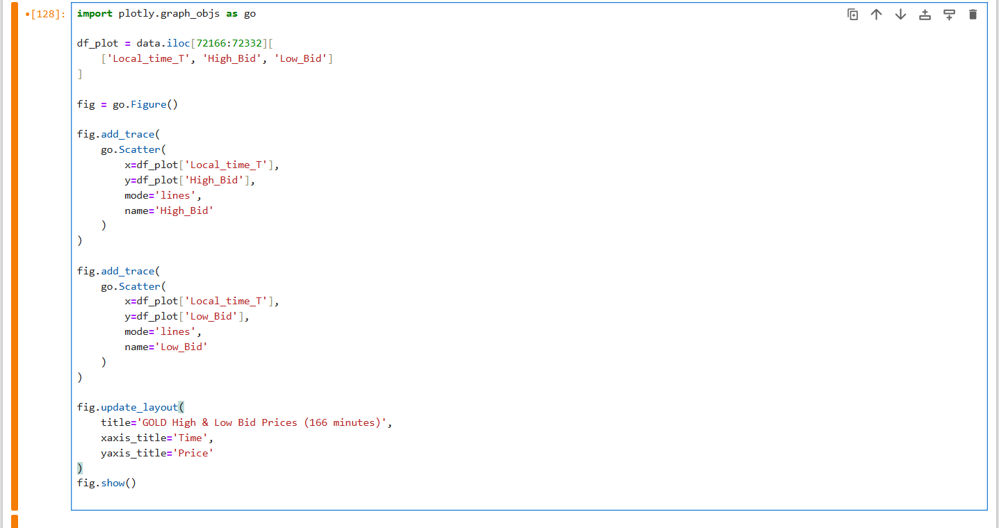 •[128]:
import plotly.graph_objs as go

df_plot = data.iloc[72166:72332][
    ['Local_time_T', 'High_Bid', 'Low_Bid']
]

fig = go.Figure()

fig.add_trace(
    go.Scatter(
        x=df_plot['Local_time_T'],
        y=df_plot['High_Bid'],
        mode='lines',
        name='High_Bid'
    )
)

fig.add_trace(
    go.Scatter(
        x=df_plot['Local_time_T'],
        y=df_plot['Low_Bid'],
        mode='lines',
        name='Low_Bid'
    )
)

fig.update_layout(
    title='GOLD High & Low Bid Prices (166 minutes)',
    xaxis_title='Time',
    yaxis_title='Price'
)
fig.show()